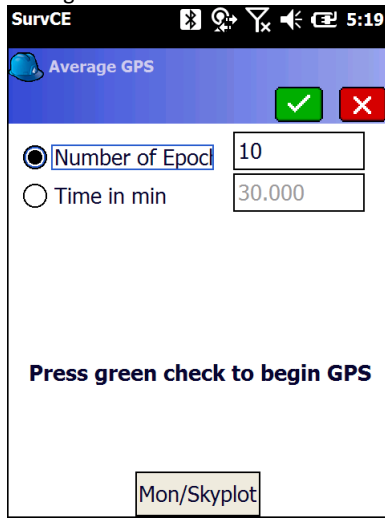 SurvCE 5:19
Average GPS
Number of Epoch 10
Time in min 30.000
Press green check to begin GPS
Mon/Skyplot